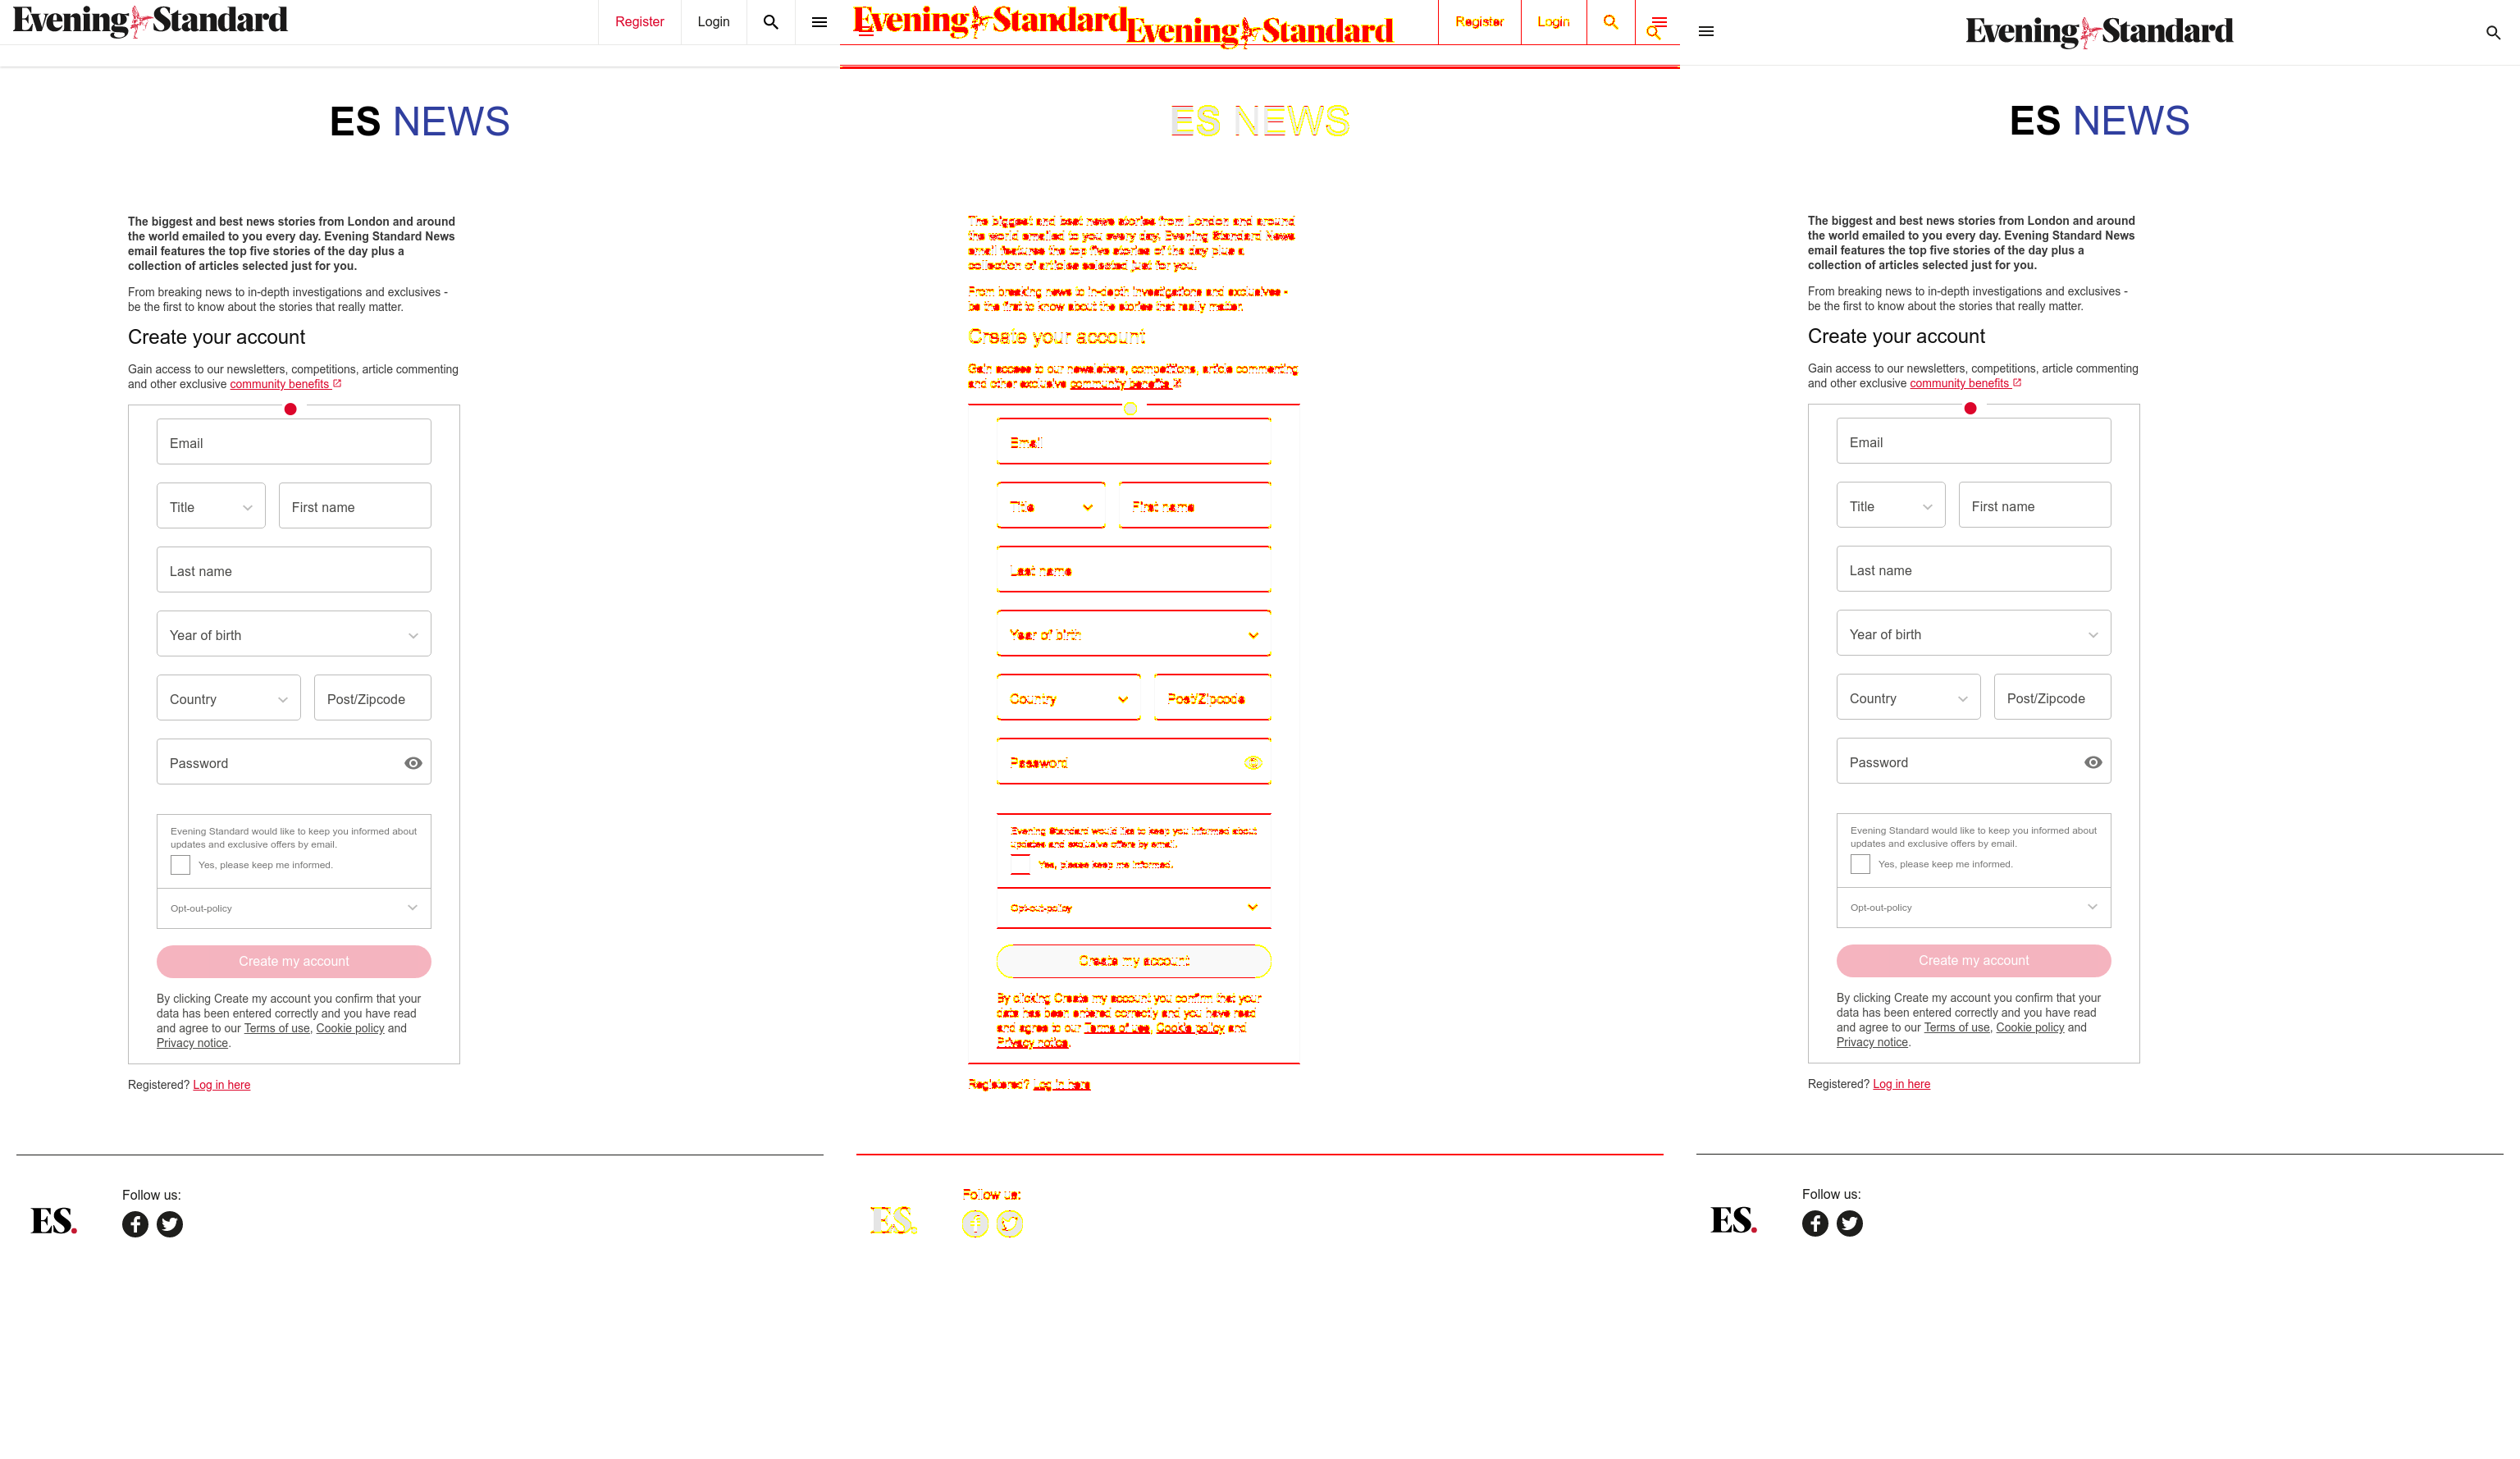 Evening Standard
Register
Login
ES NEWS
The biggest and best news stories from London and around
the world emailed to you every day. Evening Standard News
email features the top five stories of the day plus a
collection of articles selected just for you.
From breaking news to in-depth investigations and exclusives -
be the first to know about the stories that really matter.
Create your account
Gain access to our newsletters, competitions, article commenting
and other exclusive community benefits
Email
Title
First name
Last name
Year of birth
Country
Post/Zipcode
Password
Evening Standard would like to keep you informed about
updates and exclusive offers by email.
Yes, please keep me informed.
Opt-out-policy
Create my account
By clicking Create my account you confirm that your
data has been entered correctly and you have read
and agree to our Terms of use, Cookie policy and
Privacy notice.
Registered? Log in here
ES.
Follow us:
Evening Standard
Evening Standard
Register
Login
ES NEWS
The biggest and best news stories from London and around
the world emailed to you every day. Evening Standard News
email features the top five stories of the day plus a
collection of articles selected just for you.
From breaking news to in-depth investigations and exclusives -
be the first to know about the stories that really matter.
Create your account
Gain access to our newsletters, competitions, article commenting
and other exclusive community benefits
Email
Title
First name
Last name
Year of birth
Country
Post/Zipcode
Password
Evening Standard would like to keep you informed about
updates and exclusive offers by email.
Yes, please keep me informed.
Opt-out-policy
Create my account
By clicking Create my account you confirm that your
data has been entered correctly and you have read
and agree to our Terms of use, Cookie policy and
Privacy notice.
Registered? Log in here
ES.
Follow us:
Evening Standard
ES NEWS
The biggest and best news stories from London and around
the world emailed to you every day. Evening Standard News
email features the top five stories of the day plus a
collection of articles selected just for you.
From breaking news to in-depth investigations and exclusives -
be the first to know about the stories that really matter.
Create your account
Gain access to our newsletters, competitions, article commenting
and other exclusive community benefits
Email
Title
First name
Last name
Year of birth
Country
Post/Zipcode
Password
Evening Standard would like to keep you informed about
updates and exclusive offers by email.
Yes, please keep me informed.
Opt-out-policy
Create my account
By clicking Create my account you confirm that your
data has been entered correctly and you have read
and agree to our Terms of use, Cookie policy and
Privacy notice.
Registered? Log in here
ES.
Follow us: